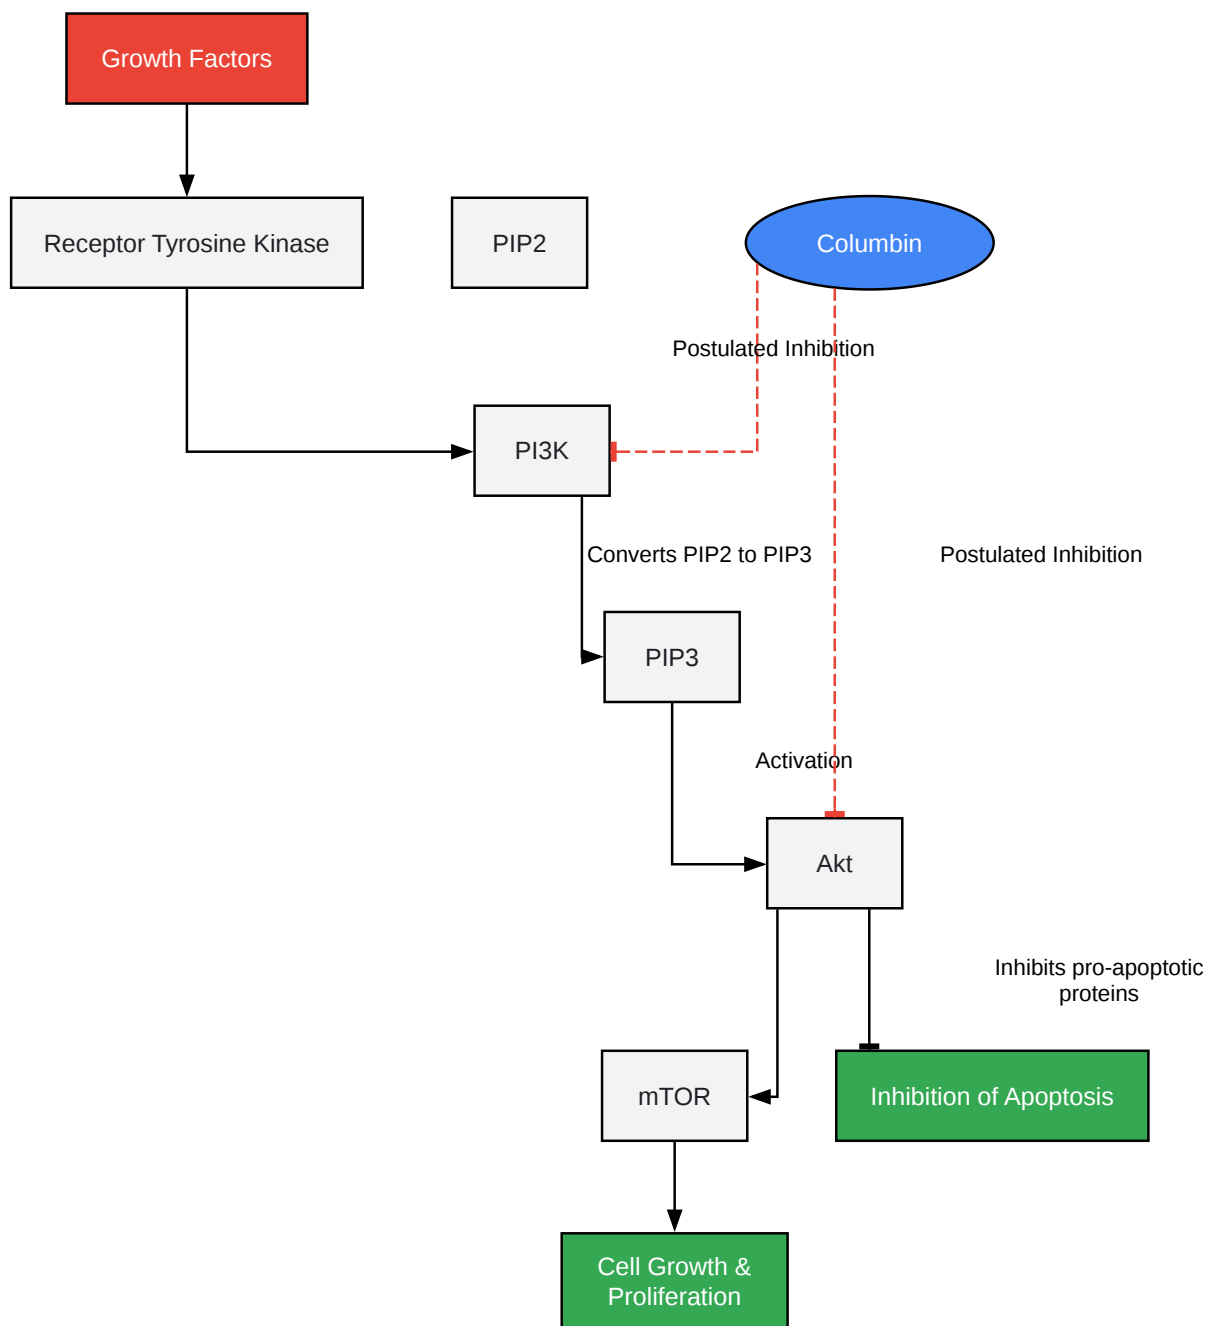 Growth Factors
Receptor Tyrosine Kinase
PIP2
Columbin
Postulated Inhibition
PI3K
Converts PIP2 to PIP3
Postulated Inhibition
PIP3
Activation
Akt
Inhibits pro-apoptotic
proteins
mTOR
Inhibition of Apoptosis
Cell Growth &
Proliferation